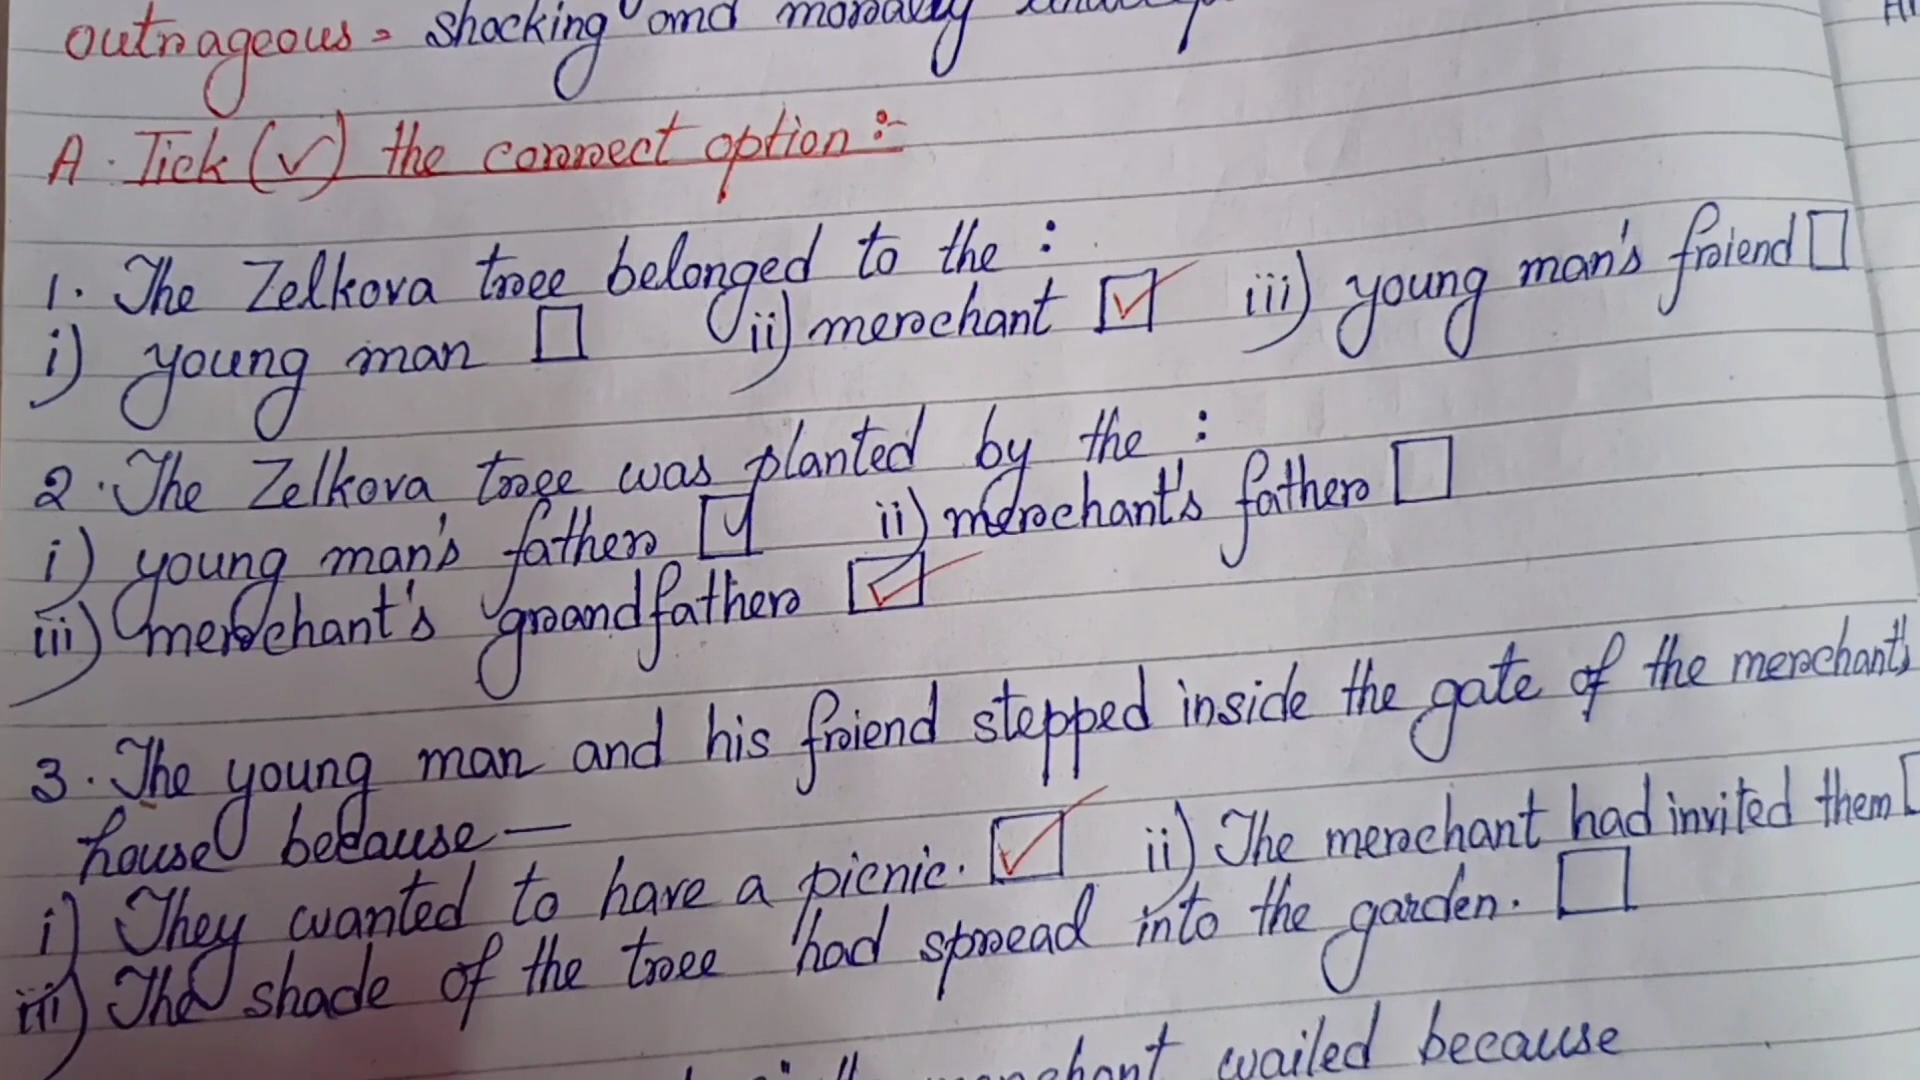 outrageous = shocking and morally
A. Tick (✓) the correct option :-
1. The Zelkova tree belonged to the :
i) young man ☐ ii) merchant ☑ iii) young man's friend ☐
2. The Zelkova tree was planted by the :
i) young man's father ☑ ii) merchant's father ☐
iii) merchant's grandfather ☑
3. The young man and his friend stepped inside the gate of the merchant's
house because —
i) They wanted to have a picnic. ☑ ii) The merchant had invited them ☐
iii) The shade of the tree had spread into the garden. ☐
merchant wailed because